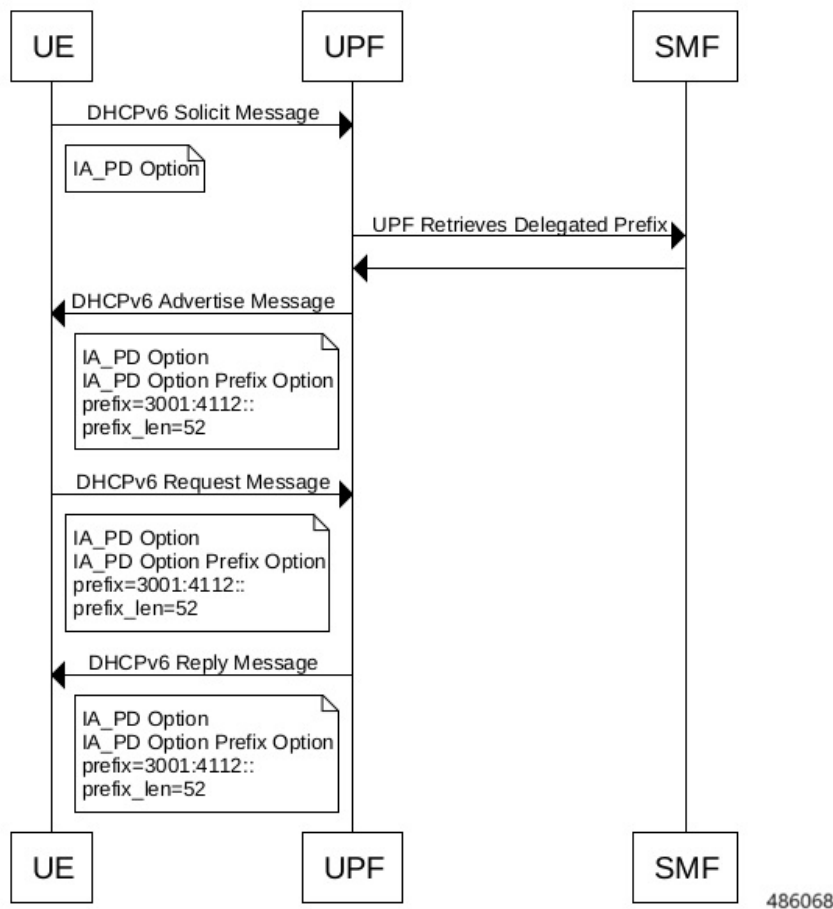 UE
UPF
SMF
DHCPv6 Solicit Message
IA_PD Option
UPF Retrieves Delegated Prefix
DHCPv6 Advertise Message
IA_PD Option
IA_PD Option Prefix Option
prefix=3001:4112::
prefix_len=52
DHCPv6 Request Message
IA_PD Option
IA_PD Option Prefix Option
prefix=3001:4112::
prefix_len=52
DHCPv6 Reply Message
IA_PD Option
IA_PD Option Prefix Option
prefix=3001:4112::
prefix_len=52
UE
UPF
SMF
486068